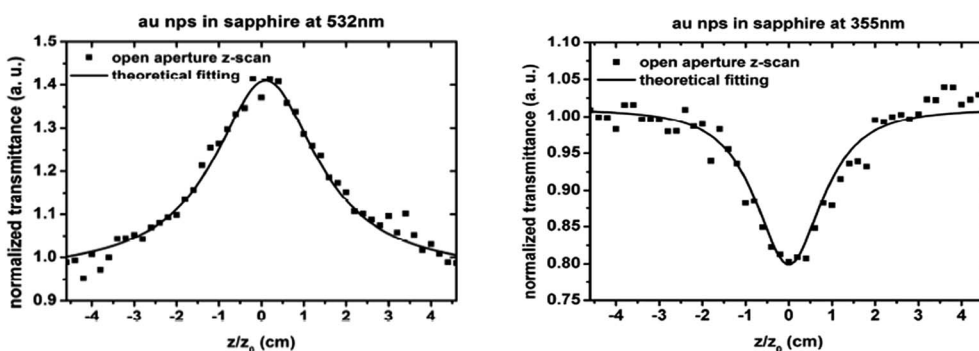 au nps in sapphire at 532nm
normalized transmittance (a. u.)
1.5
1.4
1.3
1.2
1.1
1.0
0.9
open aperture z-scan
theoretical fitting
-4 -3 -2 -1 0 1 2 3 4
z/z0 (cm)
au nps in sapphire at 355nm
normalized transmittance (a. u.)
1.10
1.05
1.00
0.95
0.90
0.85
0.80
0.75
open aperture z-scan
theoretical fitting
-4 -3 -2 -1 0 1 2 3 4
z/z0 (cm)